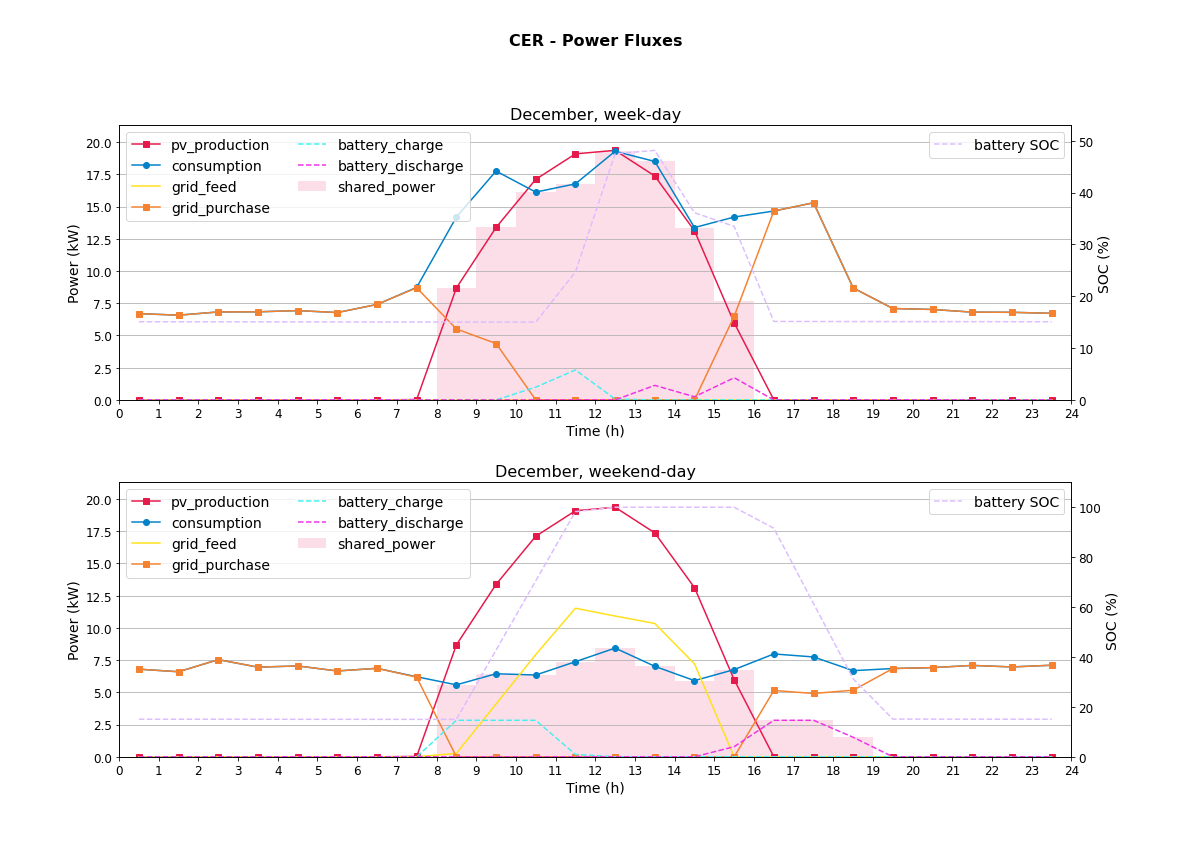 CER - Power Fluxes
December, week-day
pv_production
consumption
grid_feed
grid_purchase
battery_charge
battery_discharge
shared_power
battery SOC
Power (kW)
20.0
17.5
15.0
12.5
10.0
7.5
5.0
2.5
0.0
50
40
30
20
10
0
SOC (%)
0 1 2 3 4 5 6 7 8 9 10 11 12 13 14 15 16 17 18 19 20 21 22 23 24
Time (h)
December, weekend-day
pv_production
consumption
grid_feed
grid_purchase
battery_charge
battery_discharge
shared_power
battery SOC
Power (kW)
20.0
17.5
15.0
12.5
10.0
7.5
5.0
2.5
0.0
100
80
60
40
20
0
SOC (%)
0 1 2 3 4 5 6 7 8 9 10 11 12 13 14 15 16 17 18 19 20 21 22 23 24
Time (h)